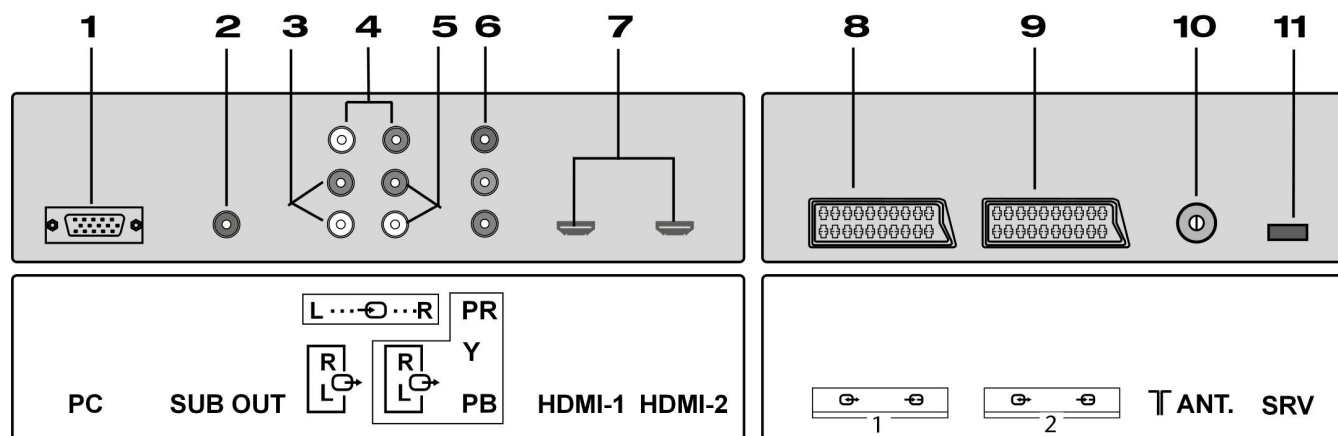 1 2 3 4 5 6 7 8 9 10 11
L R PR
R R Y
L L
PC SUB OUT PB HDMI-1 HDMI-2 ANT. SRV
1 2